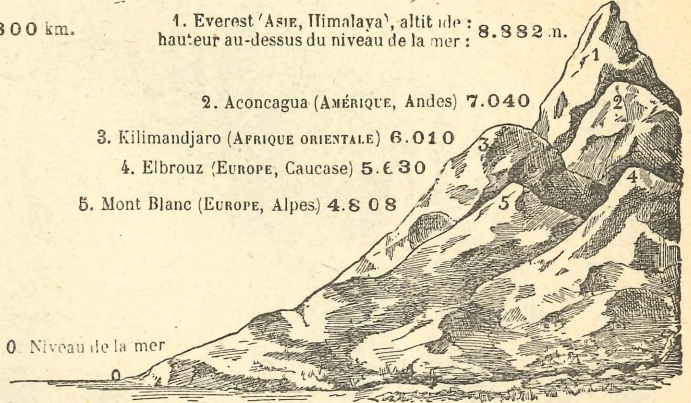 300 km.
1. Everest (ASIE, Himalaya), altitude :
hauteur au-dessus du niveau de la mer : 8.882 m.
2. Aconcagua (AMÉRIQUE, Andes) 7.040
3. Kilimandjaro (AFRIQUE ORIENTALE) 6.010
4. Elbrouz (EUROPE, Caucase) 5.630
5. Mont Blanc (EUROPE, Alpes) 4.808
0. Niveau de la mer
0
1
2
3
4
5